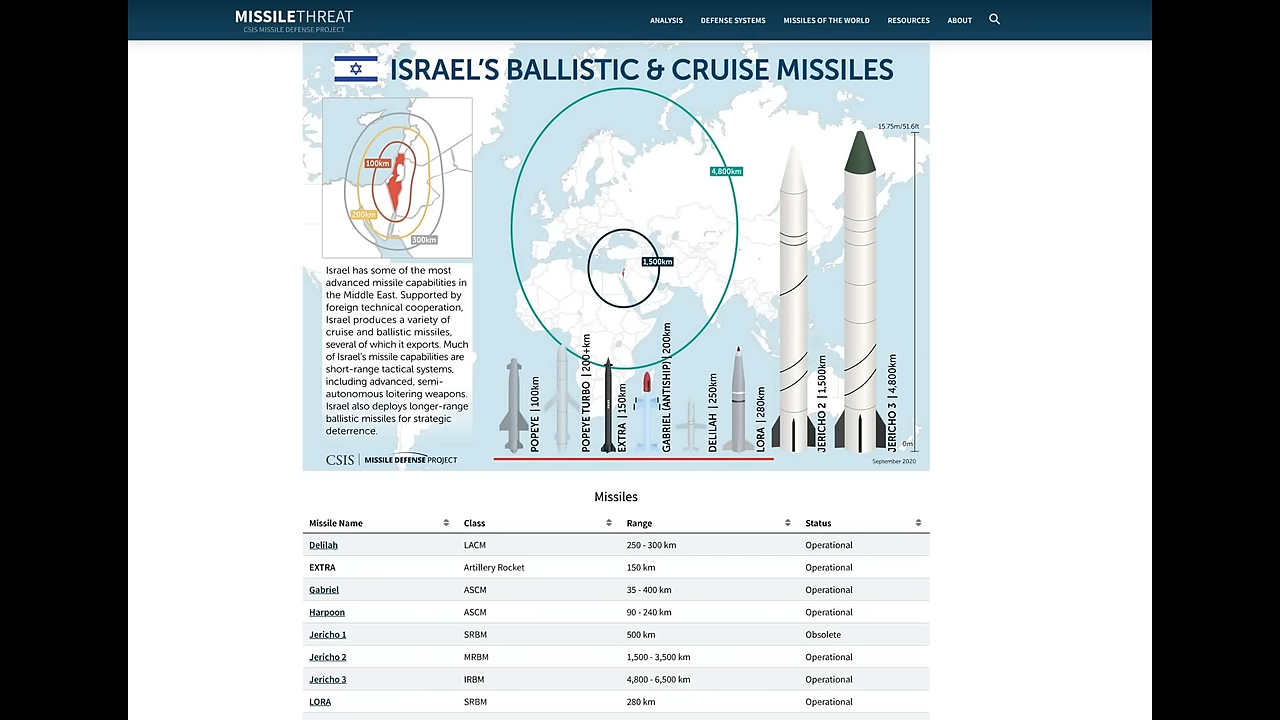 MISSILETHREAT
CSIS MISSILE DEFENSE PROJECT
ANALYSIS
DEFENSE SYSTEMS
MISSILES OF THE WORLD
RESOURCES
ABOUT
ISRAEL'S BALLISTIC & CRUISE MISSILES
100km
200km
300km
4,800km
1,500km
15.75m/51.6ft
Israel has some of the most
advanced missile capabilities in
the Middle East. Supported by
foreign technical cooperation,
Israel produces a variety of
cruise and ballistic missiles,
several of which it exports. Much
of Israel's missile capabilities are
short-range tactical systems,
including advanced, semi-
autonomous loitering weapons.
Israel also deploys longer-range
ballistic missiles for strategic
deterrence.
POPEYE | 100km
POPEYE TURBO | 200+km
EXTRA | 150km
GABRIEL (ANTISHIP) | 200km
DELILAH | 250km
LORA | 280km
JERICHO 2 | 1,500km
JERICHO 3 | 4,800km
0m
CSIS | MISSILE DEFENSE PROJECT
September 2020
Missiles
Missile Name Class Range Status
Delilah LACM 250 - 300 km Operational
EXTRA Artillery Rocket 150 km Operational
Gabriel ASCM 35 - 400 km Operational
Harpoon ASCM 90 - 240 km Operational
Jericho 1 SRBM 500 km Obsolete
Jericho 2 MRBM 1,500 - 3,500 km Operational
Jericho 3 IRBM 4,800 - 6,500 km Operational
LORA SRBM 280 km Operational